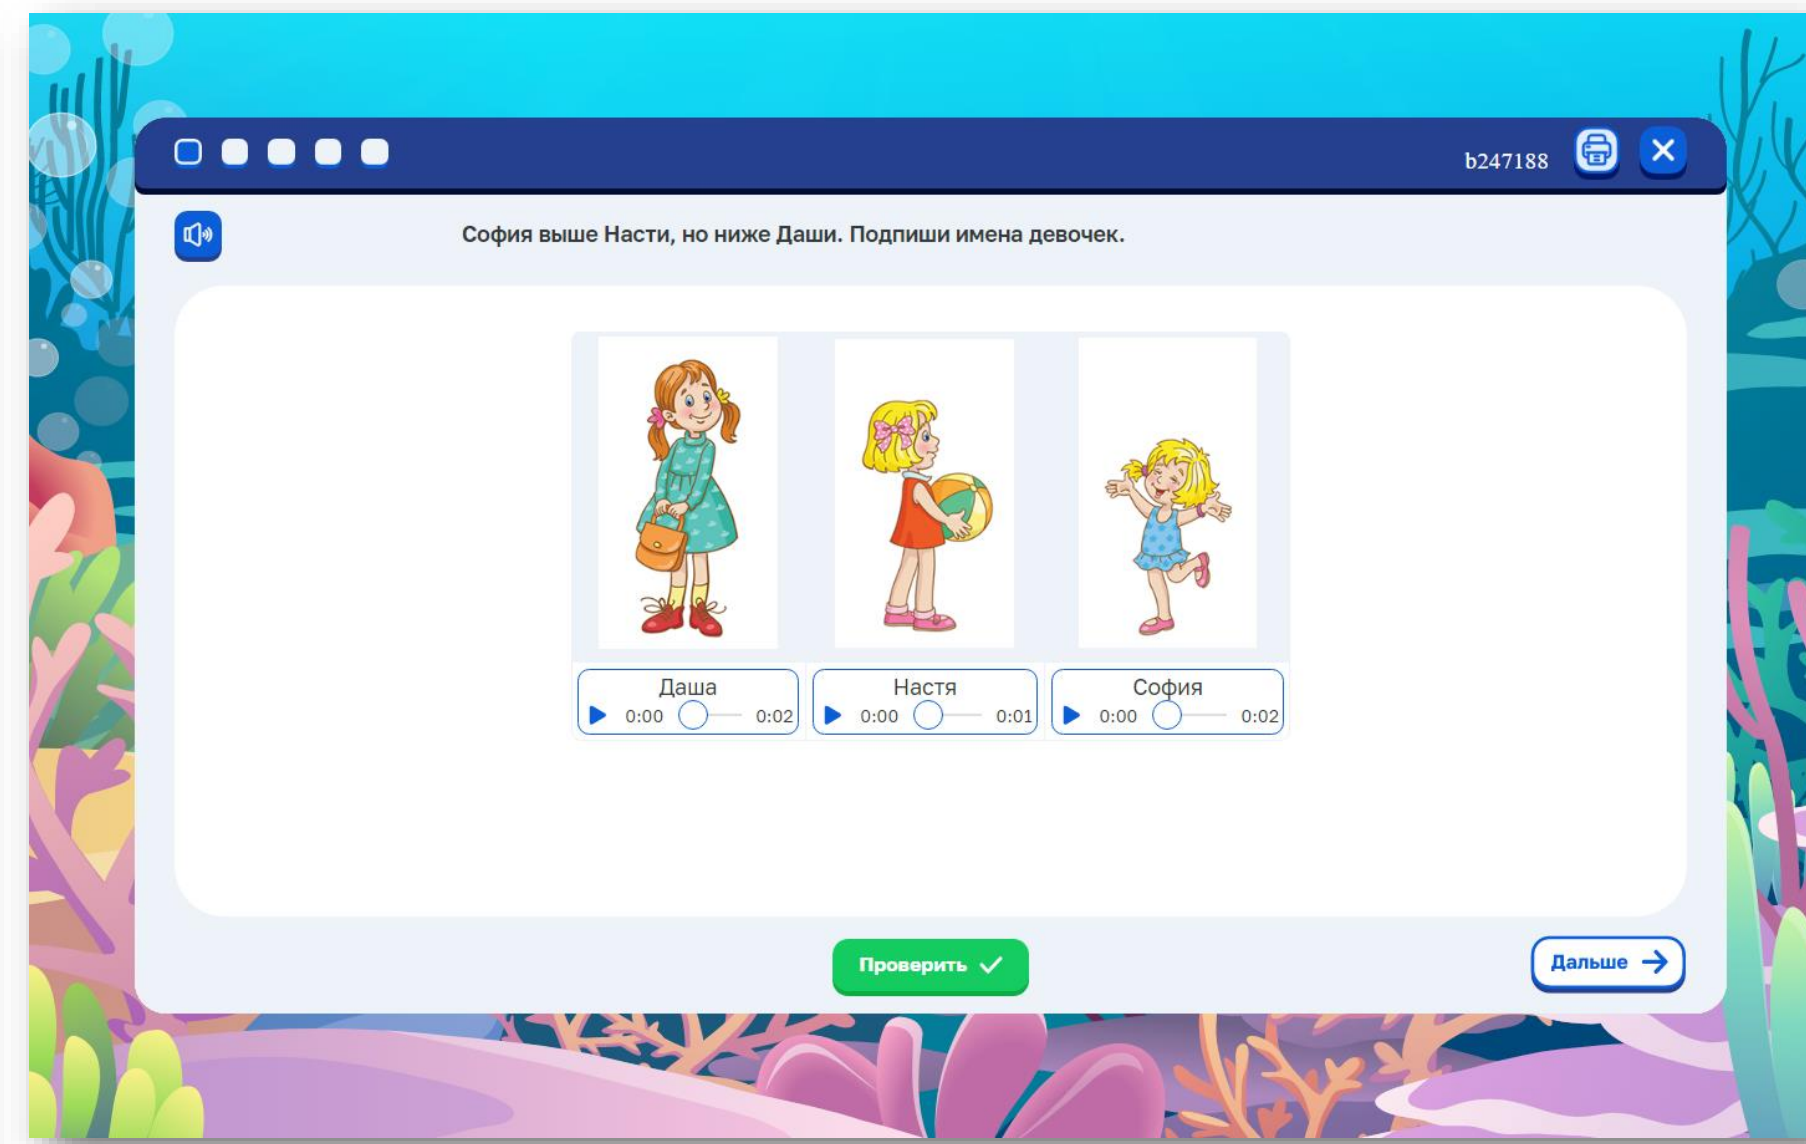 b247188
София выше Насти, но ниже Даши. Подпиши имена девочек.
Даша
0:00 0:02
Настя
0:00 0:01
София
0:00 0:02
Проверить
Дальше